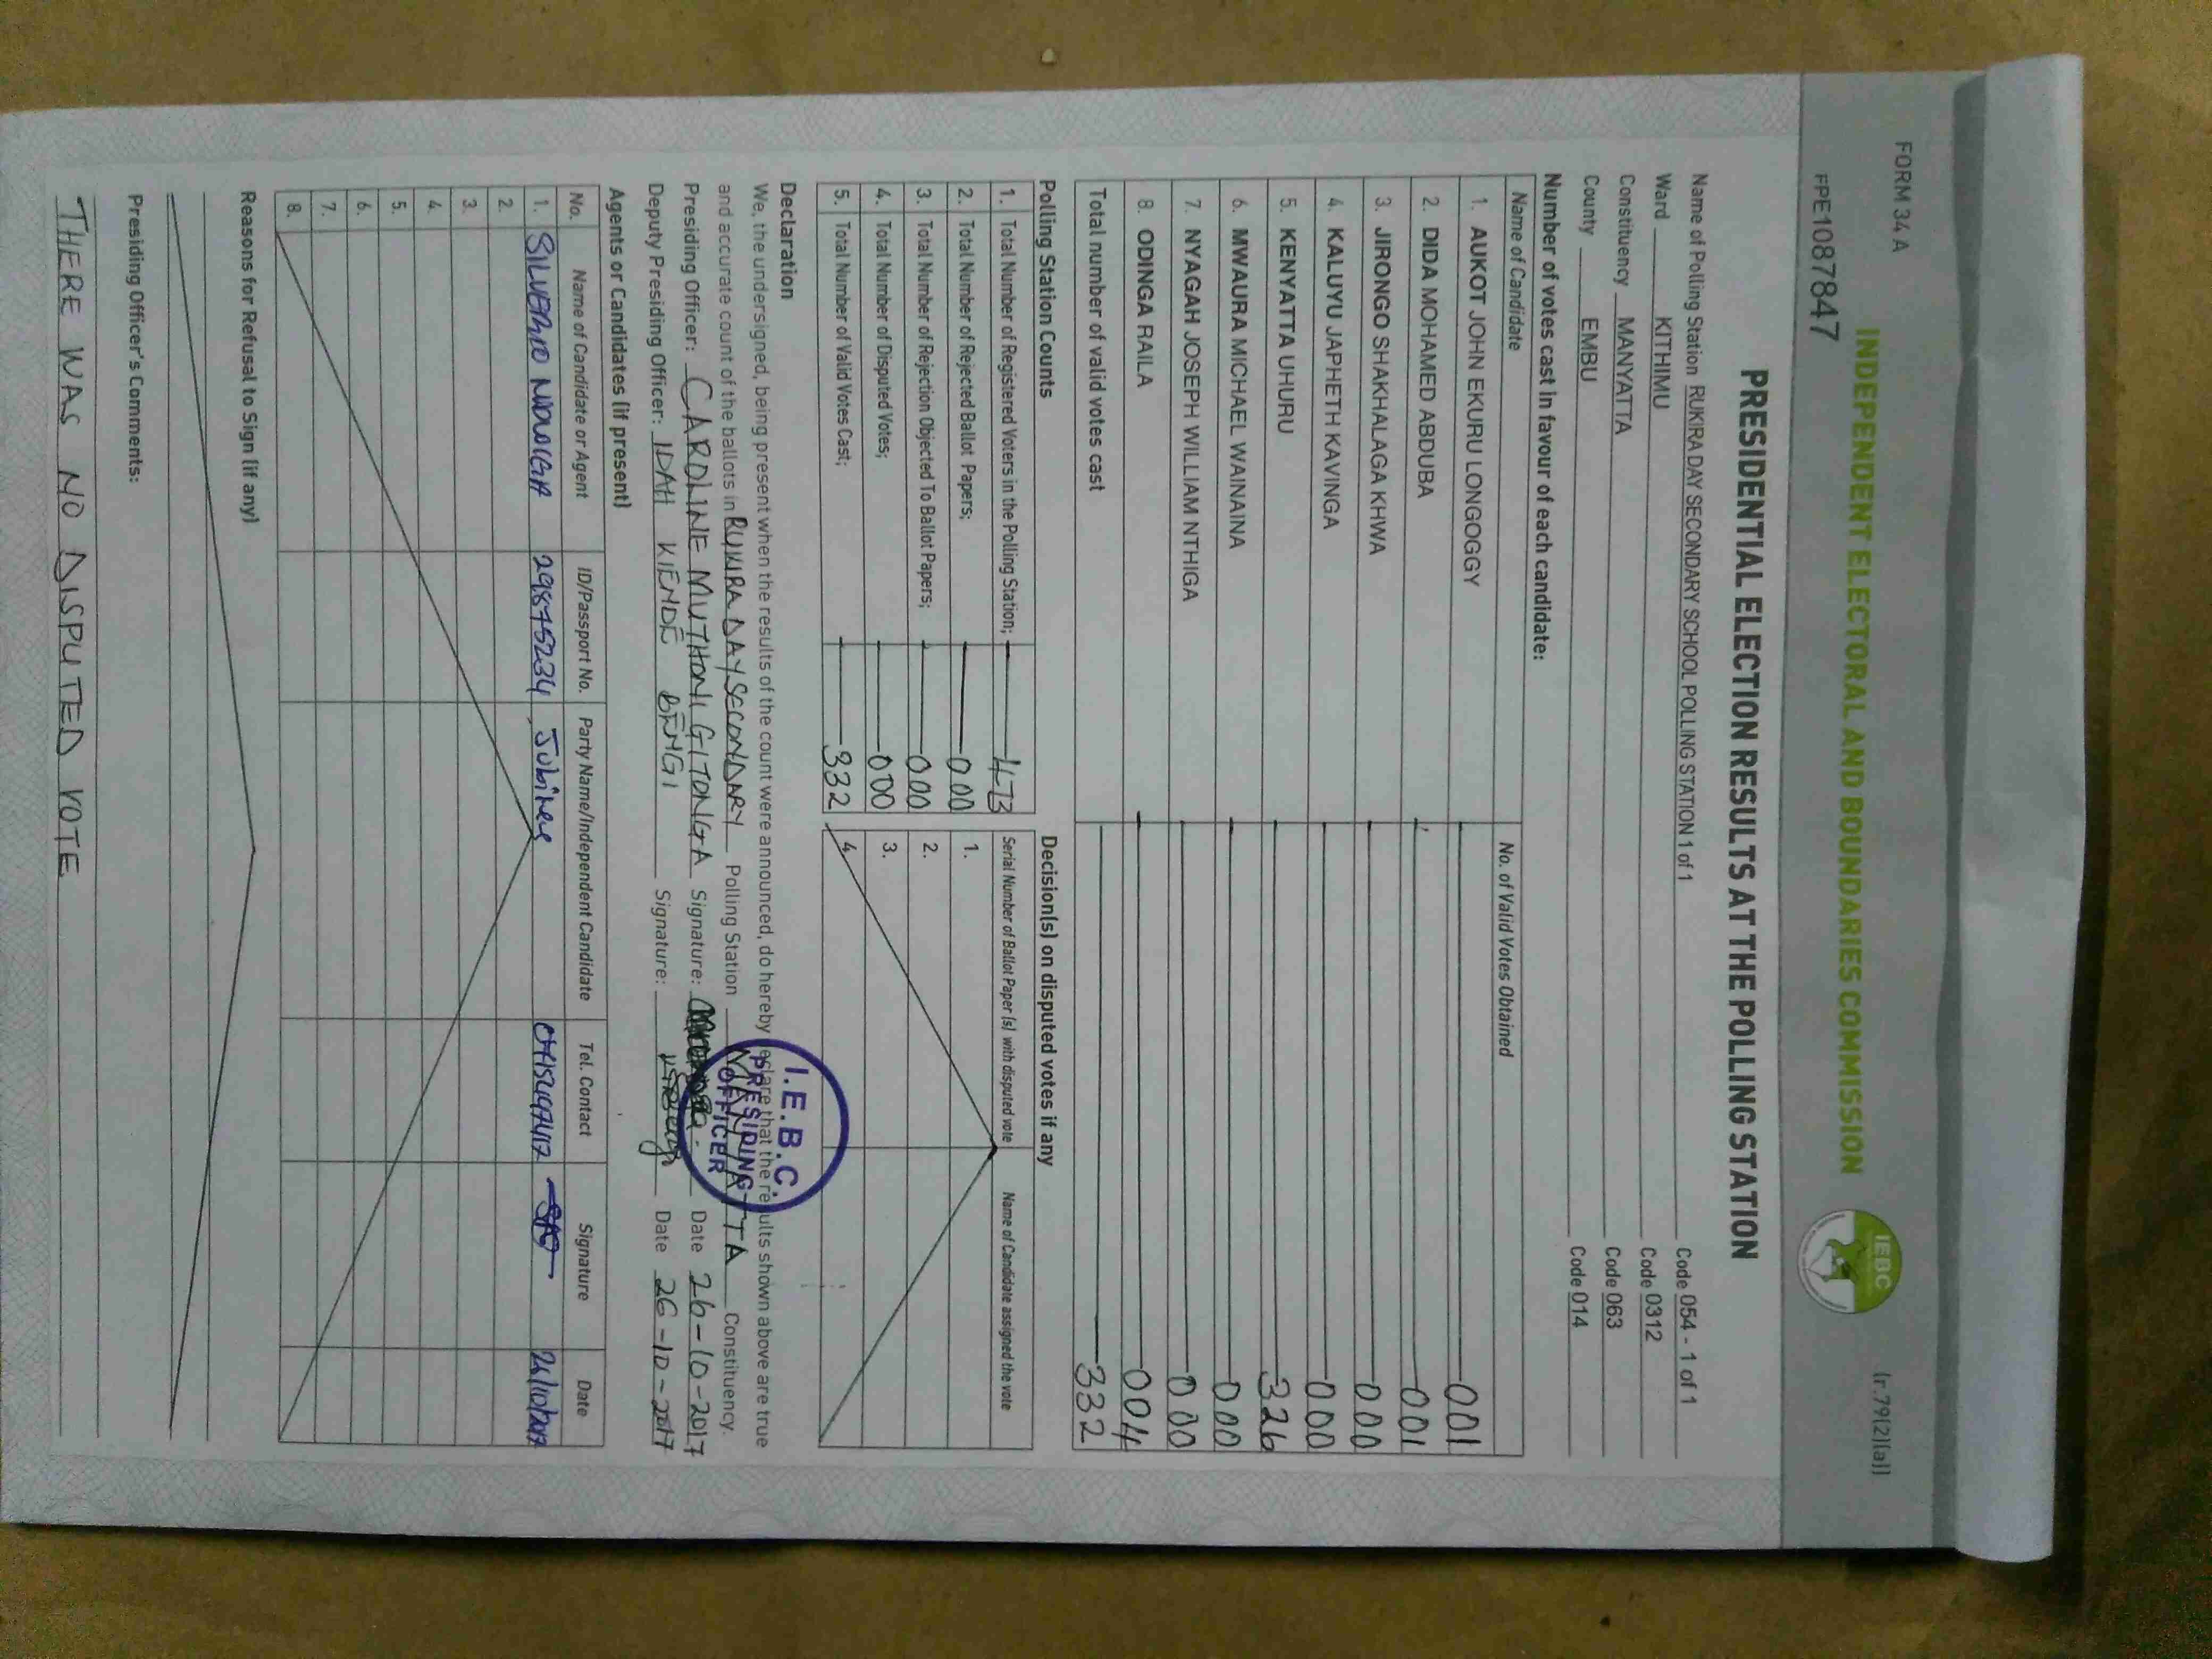 FORM 34 A
(r.79(2)(a))
INDEPENDENT ELECTORAL AND BOUNDARIES COMMISSION
IEBC
FPE1087847
PRESIDENTIAL ELECTION RESULTS AT THE POLLING STATION
Name of Polling Station RUKIRA DAY SECONDARY SCHOOL POLLING STATION 1 of 1 Code 054 - 1 of 1
Ward KITHIMU Code 0312
Constituency MANYATTA Code 063
County EMBU Code 014
Number of votes cast in favour of each candidate:
Name of Candidate No. of Valid Votes Obtained
1. AUKOT JOHN EKURU LONGOGGY 001
2. DIDA MOHAMED ABDUBA 001
3. JIRONGO SHAKHALAGA KHWA 000
4. KALUYU JAPHETH KAVINGA 000
5. KENYATTA UHURU 326
6. MWAURA MICHAEL WAINAINA 000
7. NYAGAH JOSEPH WILLIAM NTHIGA 000
8. ODINGA RAILA 004
Total number of valid votes cast 332
Polling Station Counts Decision(s) on disputed votes if any
1. Total Number of Registered Voters in the Polling Station; 473 Serial Number of Ballot Paper (s) with disputed vote Name of Candidate assigned the vote
2. Total Number of Rejected Ballot Papers; 000 1.
3. Total Number of Rejection Objected To Ballot Papers; 000 2.
4. Total Number of Disputed Votes; 000 3.
5. Total Number of Valid Votes Cast; 332 4.
Declaration
We, the undersigned, being present when the results of the count were announced, do hereby declare that the results shown above are true
and accurate count of the ballots in RUKIRA DAY SECONDARY Polling Station MANYATTA Constituency.
Presiding Officer: CAROLINE MUTHONI GITONGA Signature: Date 26-10-2017
Deputy Presiding Officer: IDAH KIENDE BENGI Signature: Date 26-10-2017
I.E.B.C.
PRESIDING
OFFICER
Agents or Candidates (if present)
No. Name of Candidate or Agent ID/Passport No. Party Name/Independent Candidate Tel. Contact Signature Date
1. SILVERIO 29875234 Jubilee 26/10/2017
2.
3.
4.
5.
6.
7.
8.
Reasons for Refusal to Sign (if any)
Presiding Officer's Comments:
THERE WAS NO DISPUTED VOTE